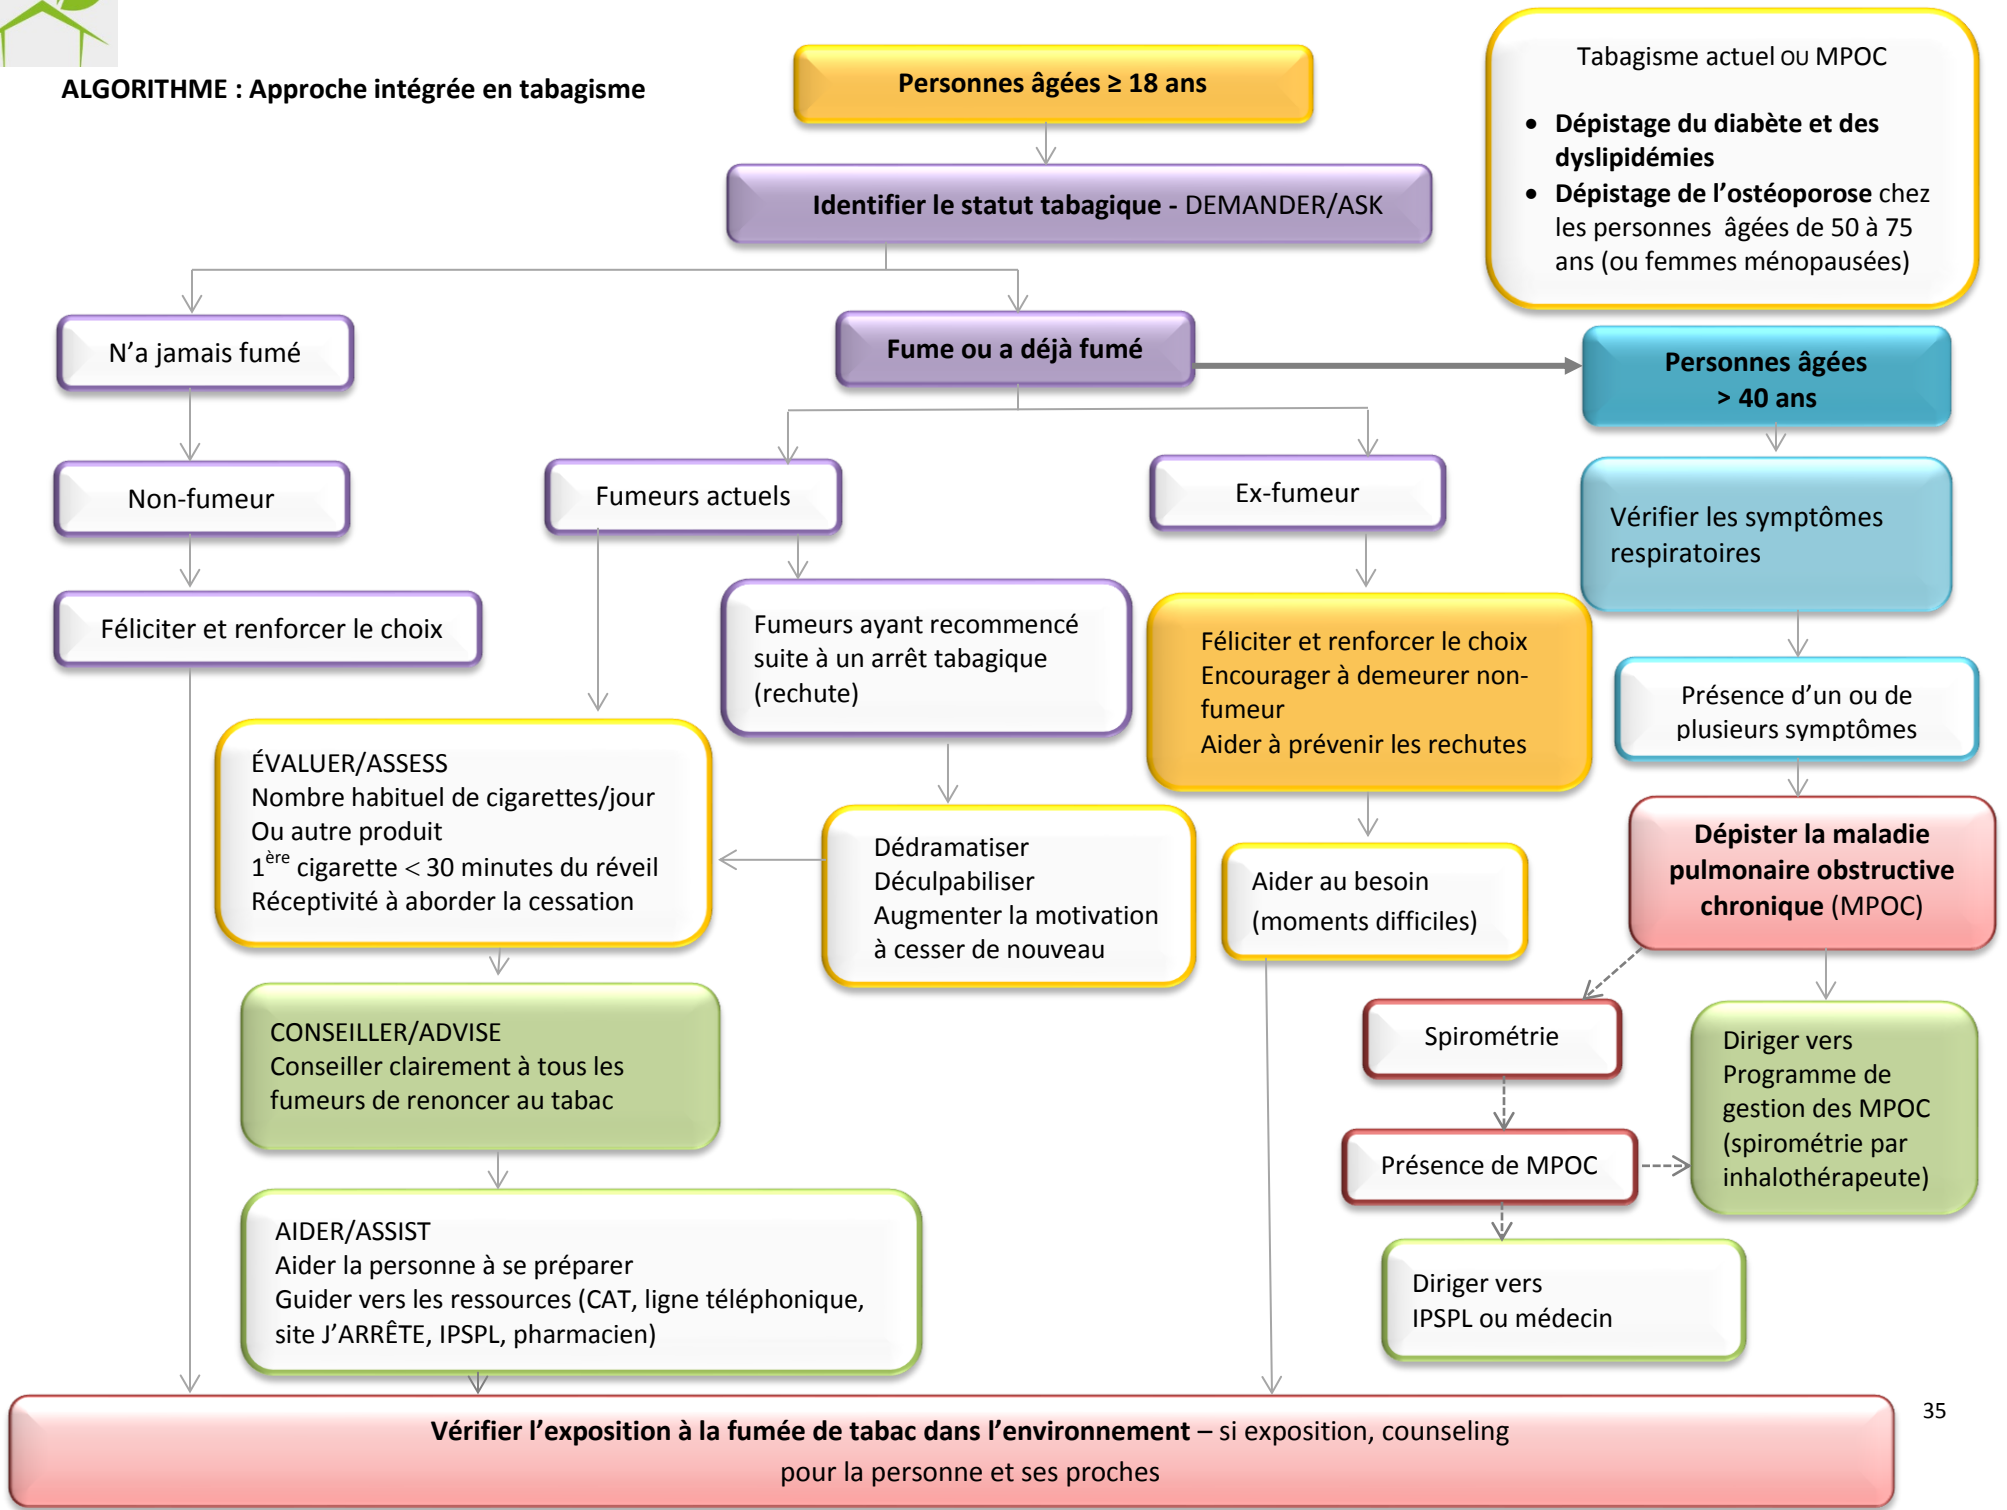 ALGORITHME : Approche intégrée en tabagisme
Personnes âgées ≥ 18 ans
Tabagisme actuel OU MPOC
• Dépistage du diabète et des
dyslipidémies
• Dépistage de l’ostéoporose chez
les personnes âgées de 50 à 75
ans (ou femmes ménopausées)
Identifier le statut tabagique - DEMANDER/ASK
N’a jamais fumé
Fume ou a déjà fumé
Personnes âgées
> 40 ans
Non-fumeur
Fumeurs actuels
Ex-fumeur
Vérifier les symptômes
respiratoires
Féliciter et renforcer le choix
Fumeurs ayant recommencé
suite à un arrêt tabagique
(rechute)
Féliciter et renforcer le choix
Encourager à demeurer non-
fumeur
Aider à prévenir les rechutes
Présence d’un ou de
plusieurs symptômes
ÉVALUER/ASSESS
Nombre habituel de cigarettes/jour
Ou autre produit
1ère cigarette < 30 minutes du réveil
Réceptivité à aborder la cessation
Dédramatiser
Déculpabiliser
Augmenter la motivation
à cesser de nouveau
Aider au besoin
(moments difficiles)
Dépister la maladie
pulmonaire obstructive
chronique (MPOC)
CONSEILLER/ADVISE
Conseiller clairement à tous les
fumeurs de renoncer au tabac
Spirométrie
Diriger vers
Programme de
gestion des MPOC
(spirométrie par
inhalothérapeute)
Présence de MPOC
AIDER/ASSIST
Aider la personne à se préparer
Guider vers les ressources (CAT, ligne téléphonique,
site J’ARRÊTE, IPSPL, pharmacien)
Diriger vers
IPSPL ou médecin
Vérifier l’exposition à la fumée de tabac dans l’environnement – si exposition, counseling
pour la personne et ses proches
35